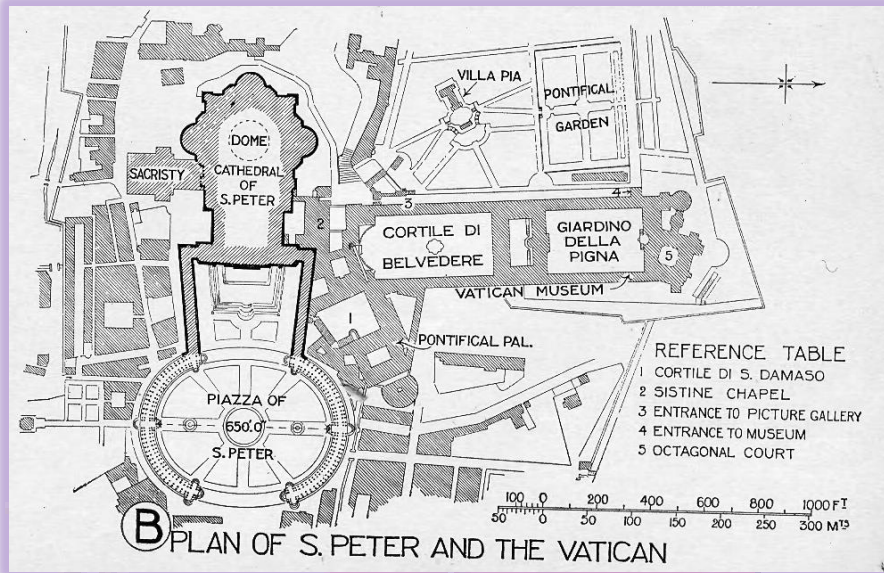 VILLA PIA
PONTIFICAL
GARDEN
DOME
CATHEDRAL
OF
S. PETER
SACRISTY
2
3
4
CORTILE DI
BELVEDERE
GIARDINO
DELLA
PIGNA
5
VATICAN MUSEUM
1
PONTIFICAL PAL.
PIAZZA OF
650'.0"
S. PETER
REFERENCE TABLE
1 CORTILE DI S. DAMASO
2 SISTINE CHAPEL
3 ENTRANCE TO PICTURE GALLERY
4 ENTRANCE TO MUSEUM
5 OCTAGONAL COURT
100 0 200 400 600 800 1000 FT
50 0 50 100 150 200 250 300 MTS
B PLAN OF S. PETER AND THE VATICAN